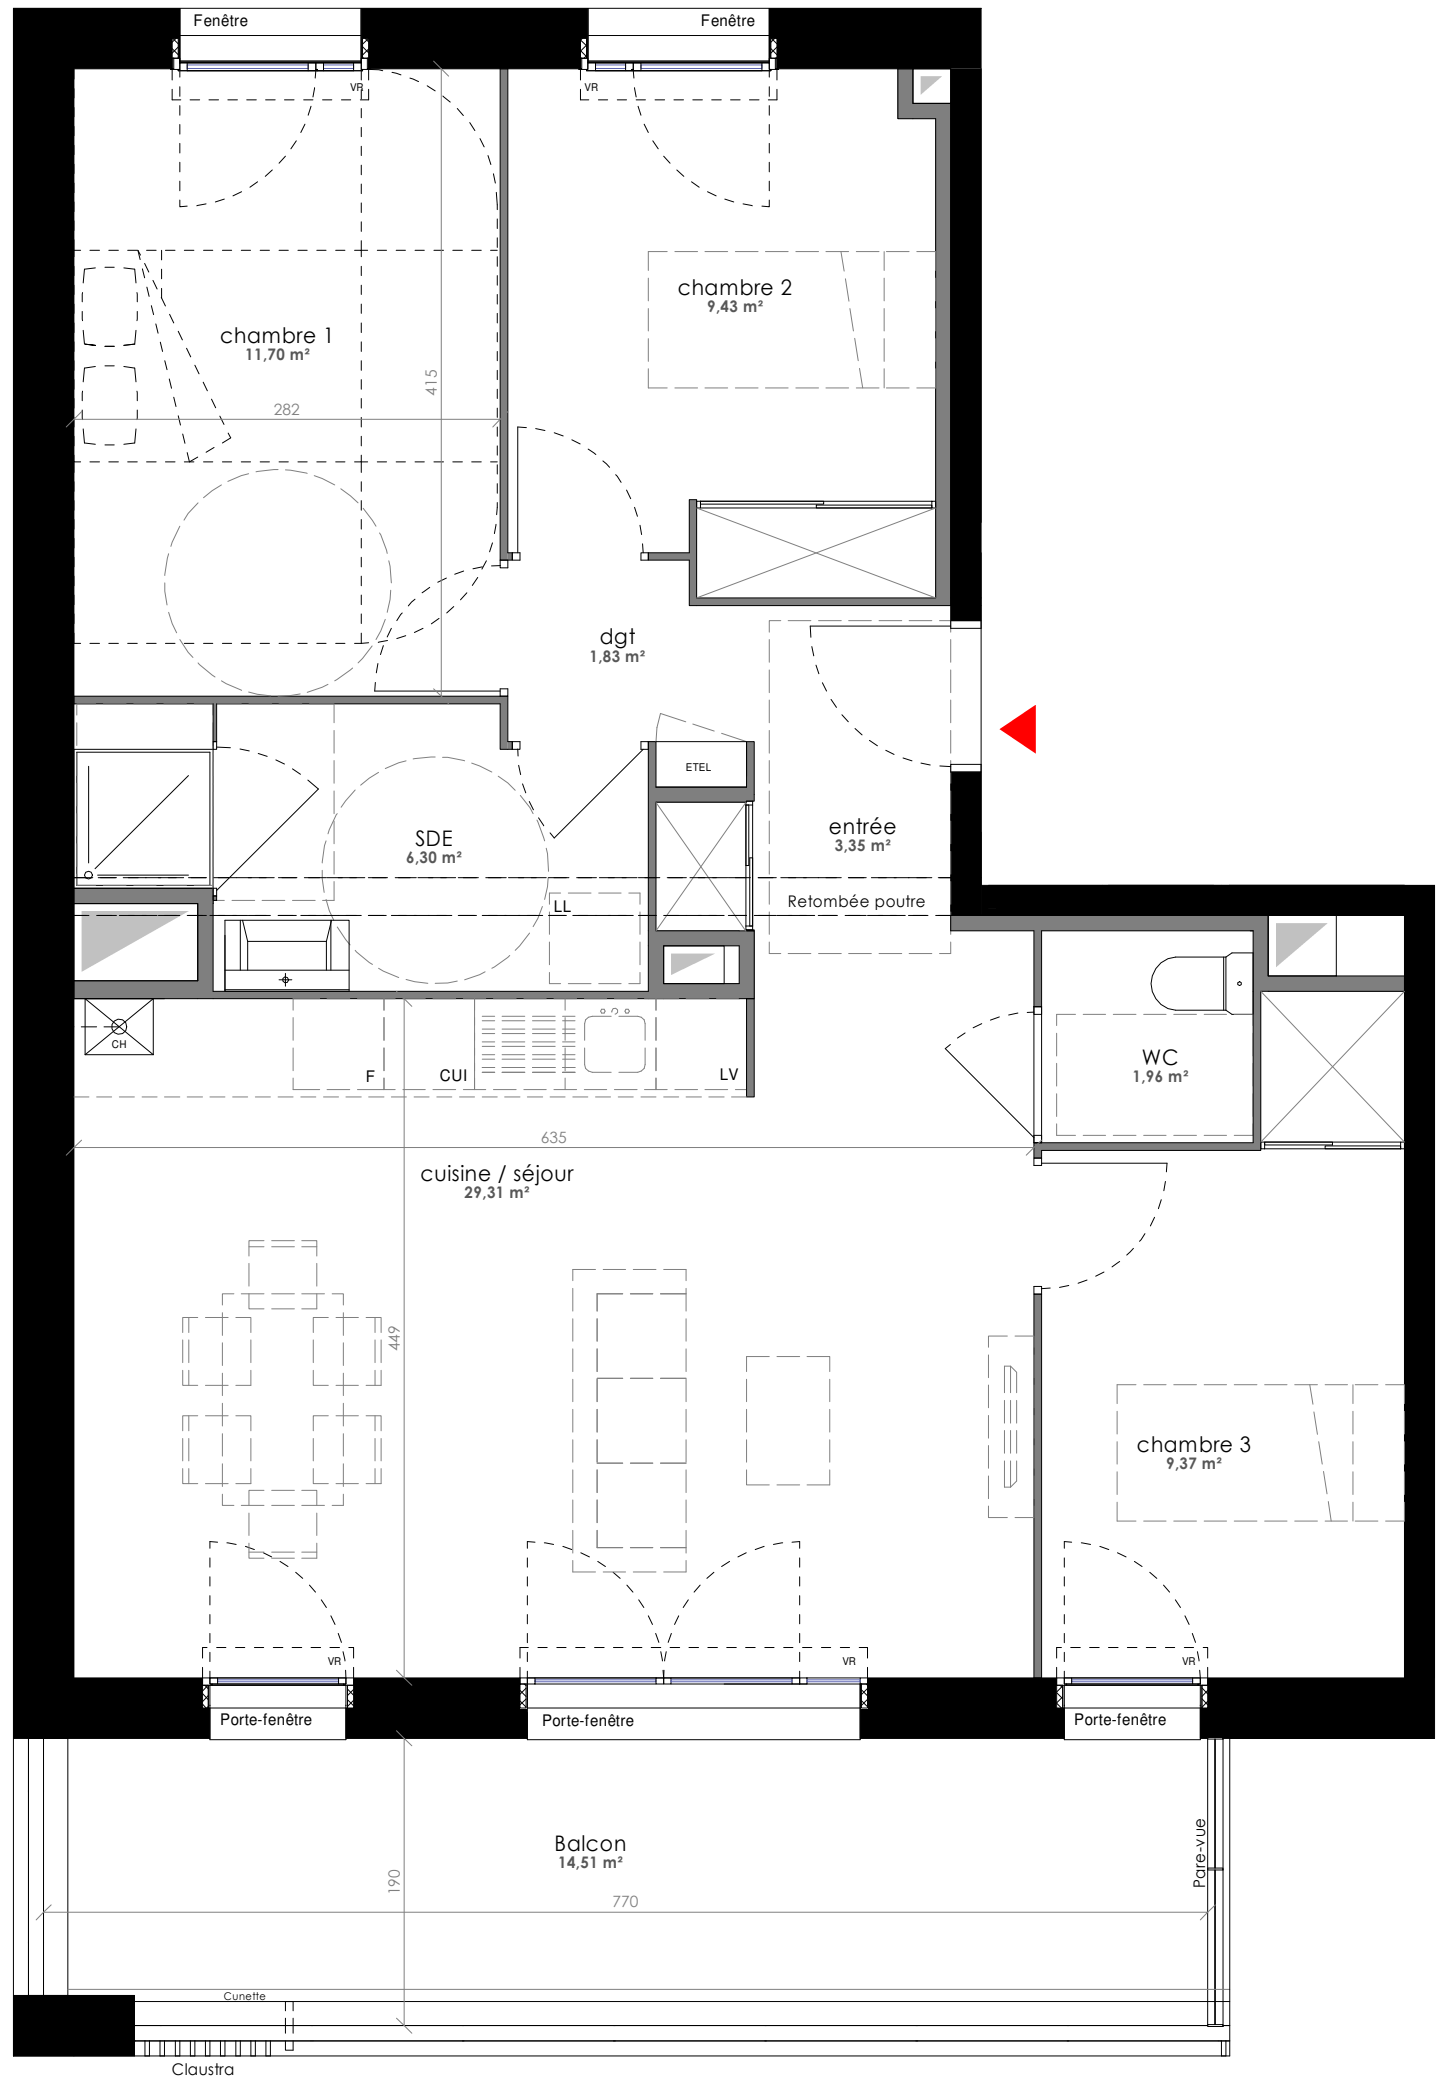 Fenêtre
Fenêtre
VR
VR
chambre 2
9,43 m²
chambre 1
11,70 m²
415
282
dgt
1,83 m²
ETEL
SDE
6,30 m²
entrée
3,35 m²
Retombée poutre
LL
CH
F
CUI
LV
WC
1,96 m²
635
cuisine / séjour
29,31 m²
449
chambre 3
9,37 m²
VR
VR
VR
Porte-fenêtre
Porte-fenêtre
Porte-fenêtre
Balcon
14,51 m²
Pare-vue
190
770
Cunette
Claustra